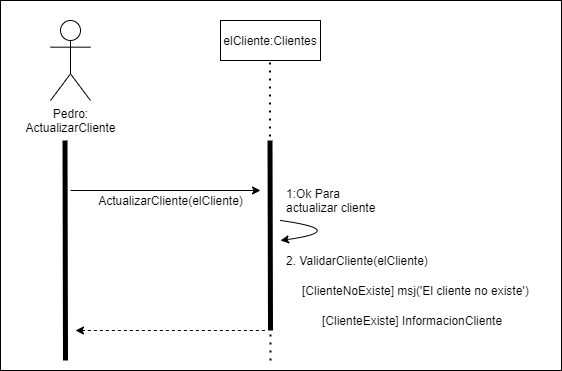 elCliente:Clientes
Pedro:
ActualizarCliente
ActualizarCliente(elCliente)
1:Ok Para
actualizar cliente
2. ValidarCliente(elCliente)
[ClienteNoExiste] msj('El cliente no existe')
[ClienteExiste] InformacionCliente